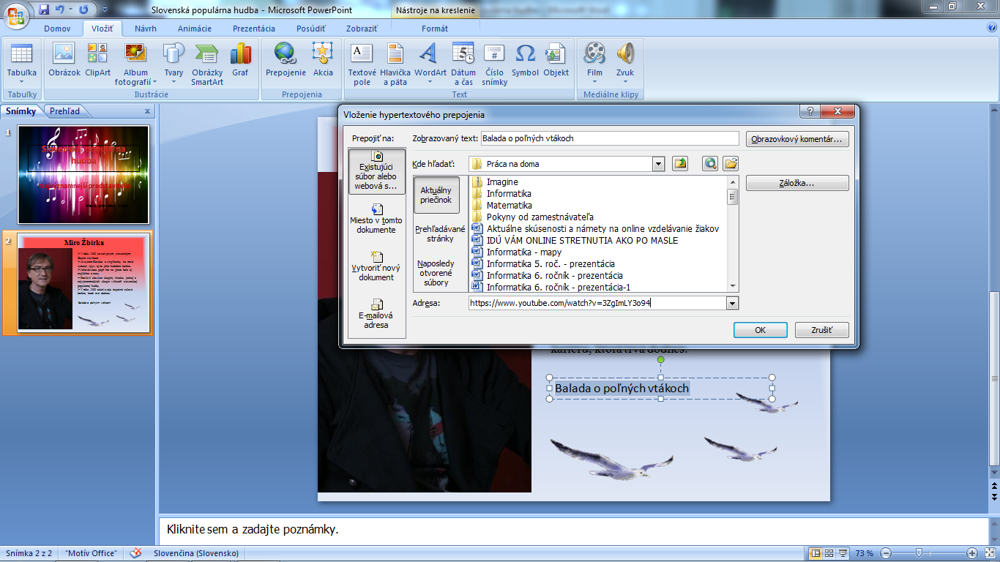 Slovenská populárna hudba - Microsoft PowerPoint
Nástroje na kreslenie
Domov
Vložiť
Návrh
Animácie
Prezentácia
Posúdiť
Zobraziť
Formát
Tabuľka
Obrázok
ClipArt
Album fotografií
Tvary
Obrázky SmartArt
Graf
Prepojenie
Akcia
Textové pole
Hlavička a päta
WordArt
Dátum a čas
Číslo snímky
Symbol
Objekt
Film
Zvuk
Tabuľky
Ilustrácie
Prepojenia
Text
Mediálne klipy
Snímky
Prehľad
x
1
Slovenská populárna
hudba
Najvýznamnejší predstavitelia
2
Miro Žbirka
Balada o poľných vtákoch
Vloženie hypertextového prepojenia
Prepojiť na:
Zobrazovaný text:
Balada o poľných vtákoch
Obrazovkový komentár...
Existujúci
súbor alebo
webová s...
Kde hľadať:
Práca na doma
Záložka...
Miesto v tomto
dokumente
Vytvoriť nový
dokument
E-mailová
adresa
Aktuálny
priečinok
Prehľadávané
stránky
Naposledy
otvorené
súbory
Imagine
Informatika
Matematika
Pokyny od zamestnávateľa
Aktuálne skúsenosti a námety na online vzdelávanie žiakov
IDÚ VÁM ONLINE STRETNUTIA AKO PO MASLE
Informatika - mapy
Informatika 5. roč. - prezentácia
Informatika 6. ročník - prezentácia
Informatika 6. ročník - prezentácia-1
Adresa:
https://www.youtube.com/watch?v=3ZgImLY3o94
OK
Zrušiť
kariéru, ktorá trvá dodnes.
Balada o poľných vtákoch
Kliknite sem a zadajte poznámky.
Snímka 2 z 2
"Motív Office"
Slovenčina (Slovensko)
73 %